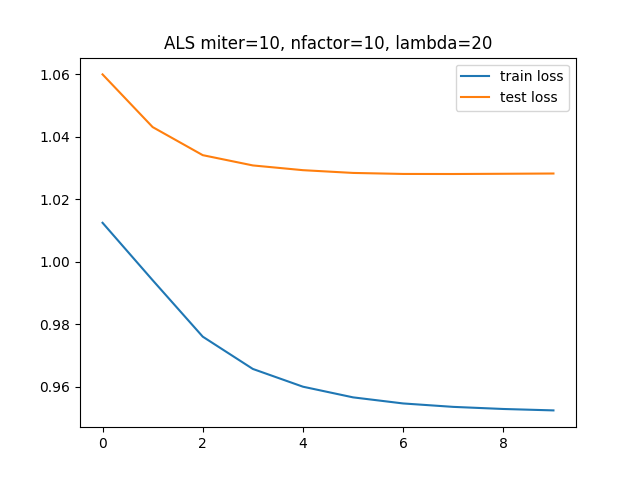 ALS miter=10, nfactor=10, lambda=20
train loss
test loss
1.06
1.04
1.02
1.00
0.98
0.96
0 2 4 6 8